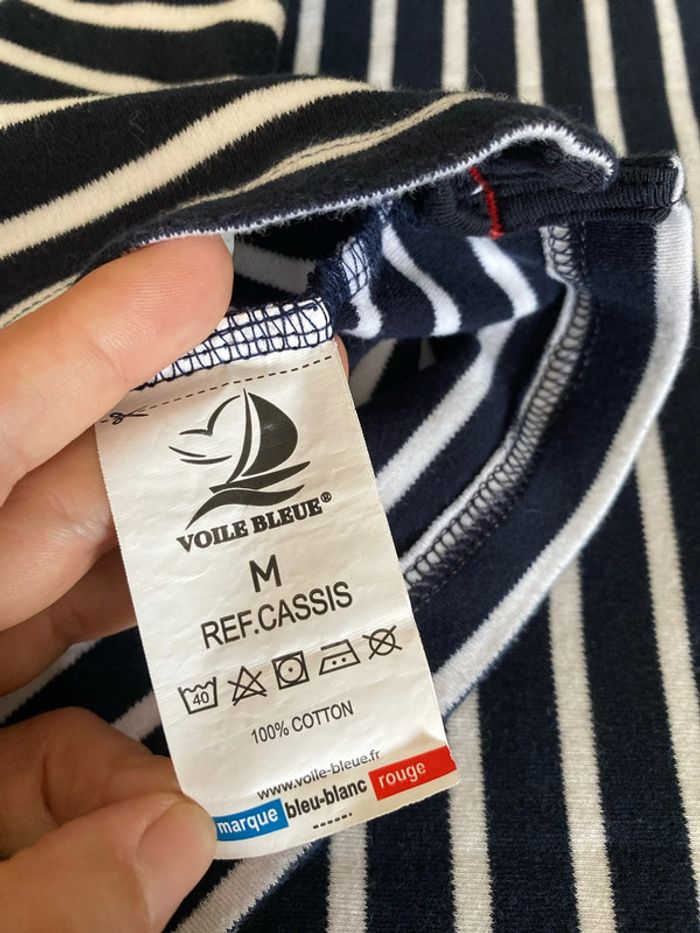 VOILE BLEUE®
M
REF.CASSIS
40
100% COTTON
www.voile-bleue.fr
marque bleu-blanc rouge